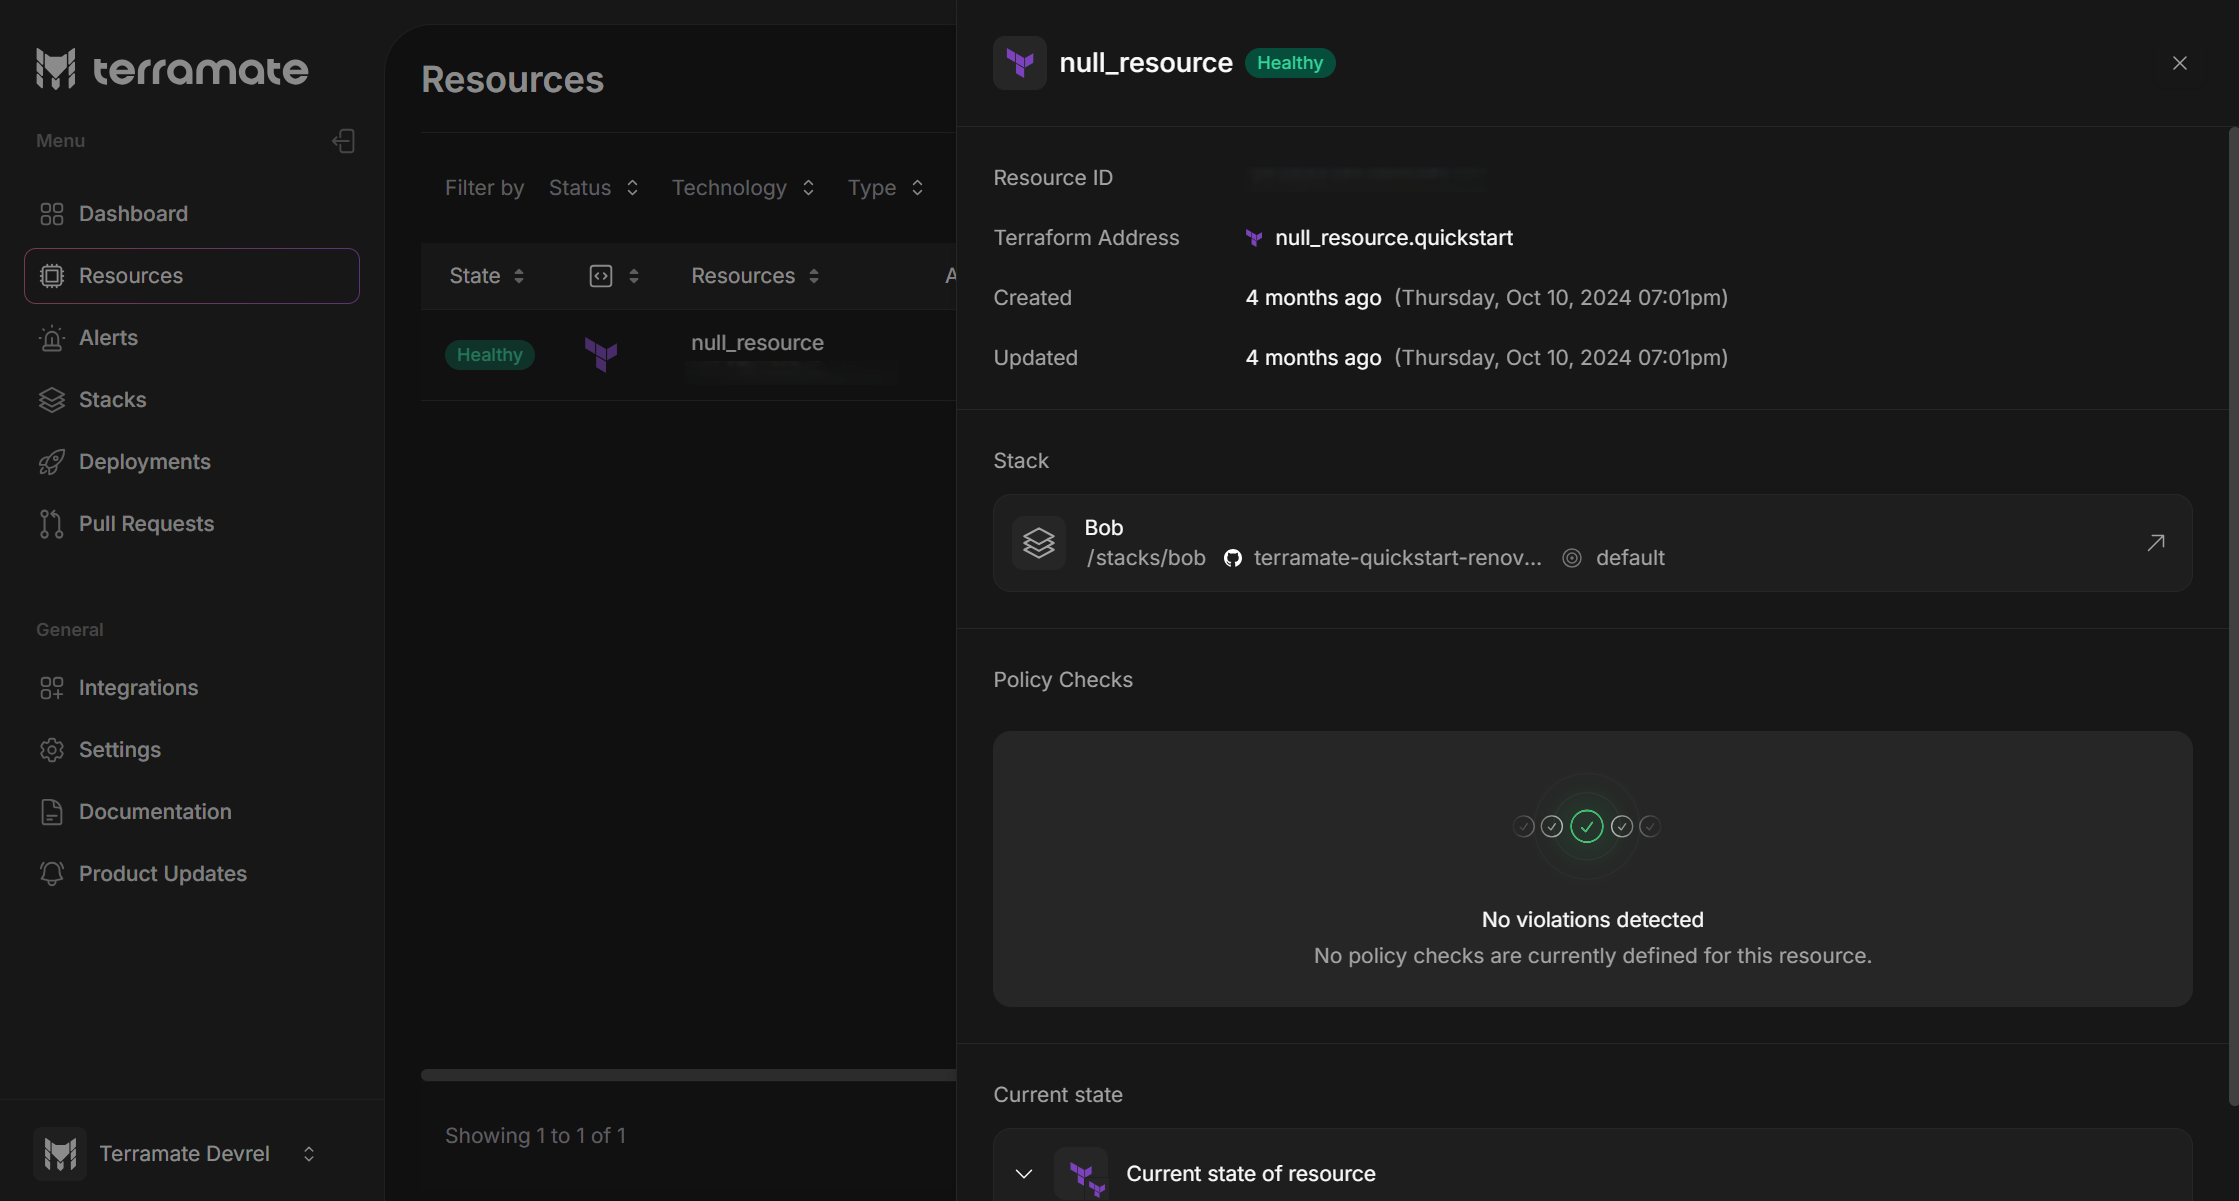 terramate
Menu
Dashboard
Resources
Alerts
Stacks
Deployments
Pull Requests
General
Integrations
Settings
Documentation
Product Updates
Terramate Devrel
Resources
Filter by Status Technology Type
State Resources A
Healthy null_resource
Showing 1 to 1 of 1
null_resource Healthy
Resource ID
Terraform Address null_resource.quickstart
Created 4 months ago (Thursday, Oct 10, 2024 07:01pm)
Updated 4 months ago (Thursday, Oct 10, 2024 07:01pm)
Stack
Bob
/stacks/bob terramate-quickstart-renov... default
Policy Checks
No violations detected
No policy checks are currently defined for this resource.
Current state
Current state of resource